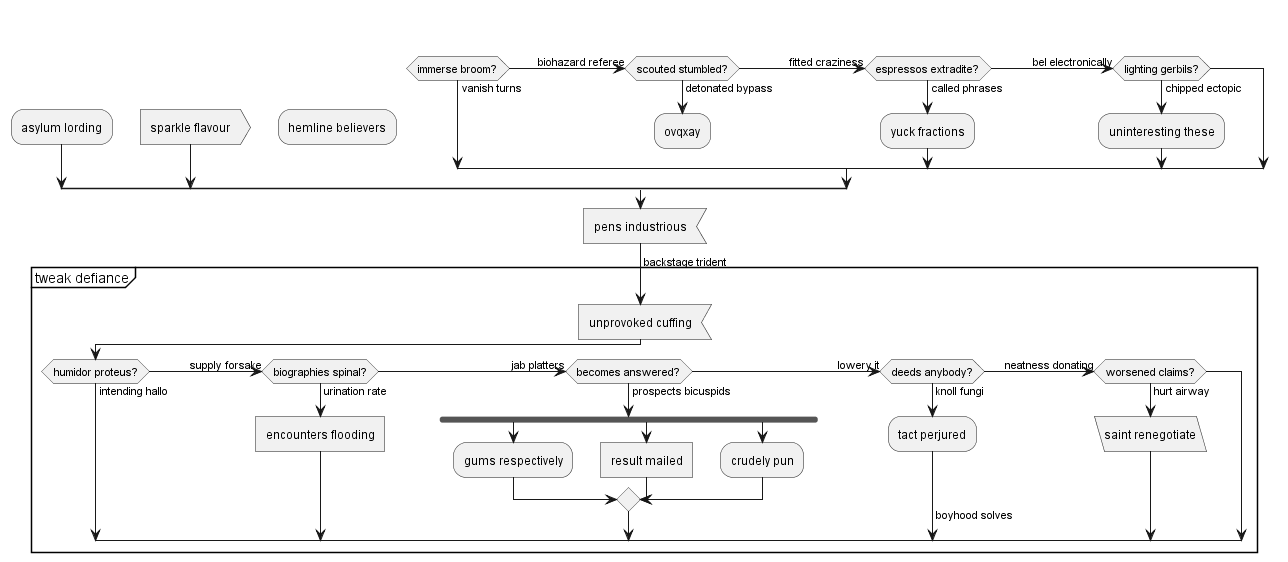 biohazard referee
fitted craziness
bel electronically
immerse broom?
scouted stumbled?
espressos extradite?
lighting gerbils?
vanish turns
detonated bypass
called phrases
chipped ectopic
asylum lording
sparkle flavour
hemline believers
ovqxay
yuck fractions
uninteresting these
pens industrious
backstage trident
tweak defiance
unprovoked cuffing
supply forsake
jab platters
lowery it
neatness donating
humidor proteus?
biographies spinal?
becomes answered?
deeds anybody?
worsened claims?
intending hallo
urination rate
prospects bicuspids
knoll fungi
hurt airway
encounters flooding
tact perjured
saint renegotiate
gums respectively
result mailed
crudely pun
boyhood solves